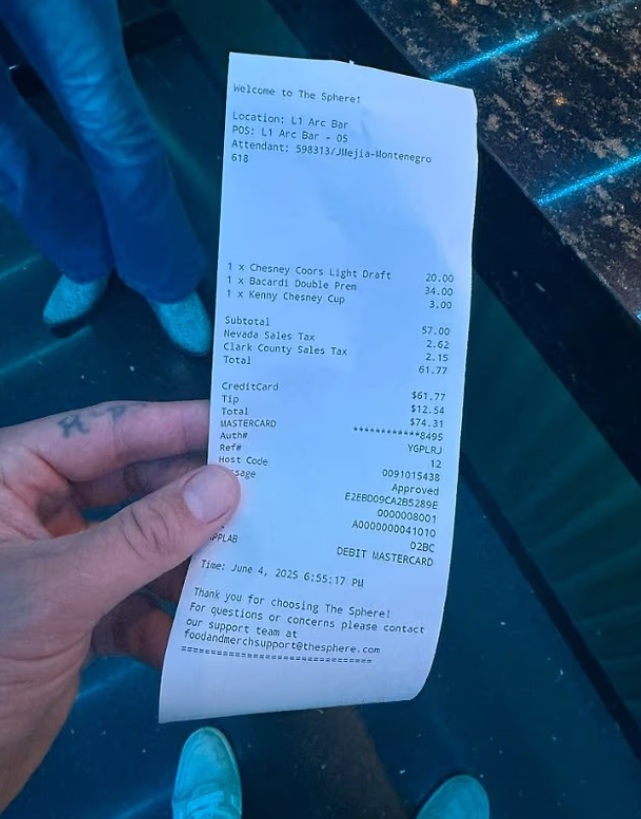 Welcome to The Sphere!
Location: L1 Arc Bar
POS: L1 Arc Bar - 05
Attendant: 598313/JMejia-Montenegro
618
1 x Chesney Coors Light Draft 20.00
1 x Bacardi Double Prem 34.00
1 x Kenny Chesney Cup 3.00
Subtotal 57.00
Nevada Sales Tax 2.62
Clark County Sales Tax 2.15
Total 61.77
CreditCard $61.77
Tip $12.54
Total $74.31
MASTERCARD ************8495
Auth# YGPLRJ
Ref# 12
Host Code 0091015438
sage Approved
E2EBD09CA2B5289E
0000008001
A0000000041010
02BC
PPLAB DEBIT MASTERCARD
Time: June 4, 2025 6:55:17 PM
Thank you for choosing The Sphere!
For questions or concerns please contact
our support team at
foodandmerchsupport@thesphere.com
==============================